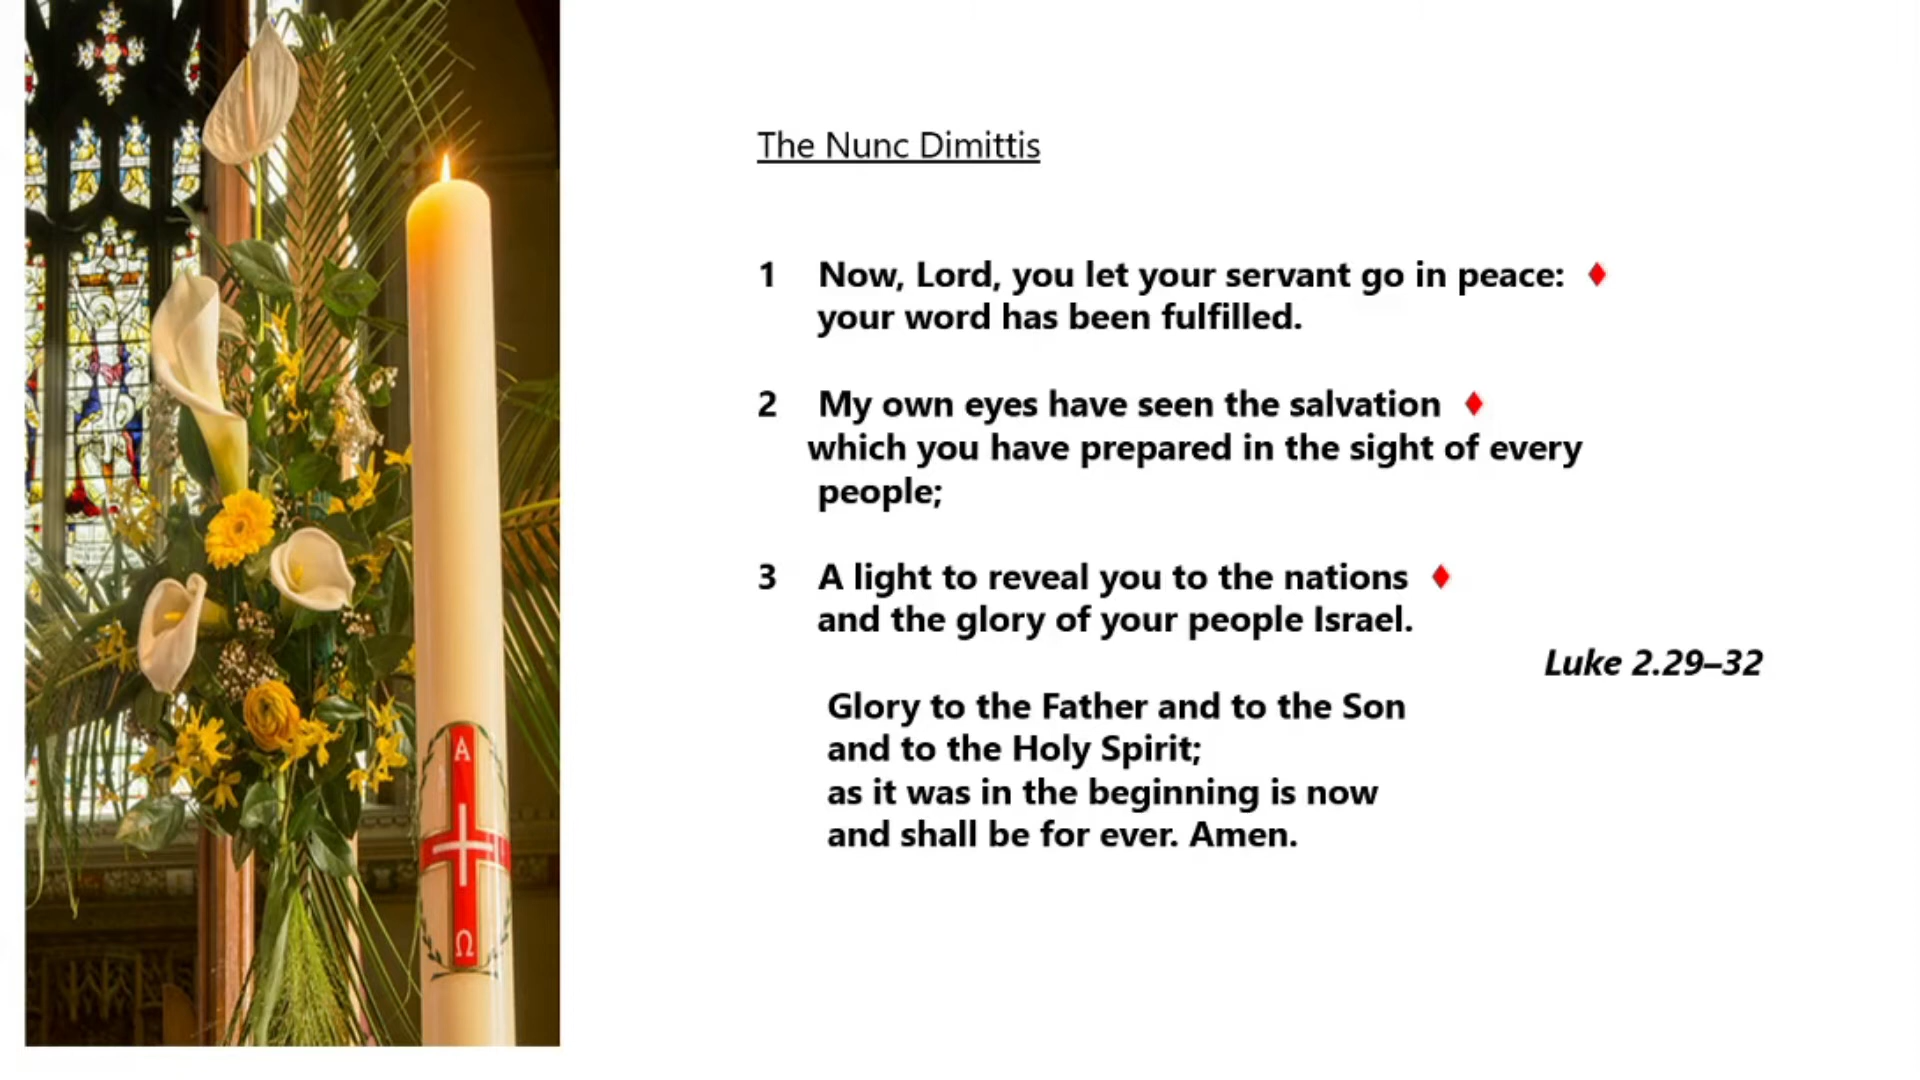 The Nunc Dimittis
1 Now, Lord, you let your servant go in peace: ♦
your word has been fulfilled.
2 My own eyes have seen the salvation ♦
which you have prepared in the sight of every
people;
3 A light to reveal you to the nations ♦
and the glory of your people Israel.
Luke 2.29–32
Glory to the Father and to the Son
and to the Holy Spirit;
as it was in the beginning is now
and shall be for ever. Amen.
Α
Ω